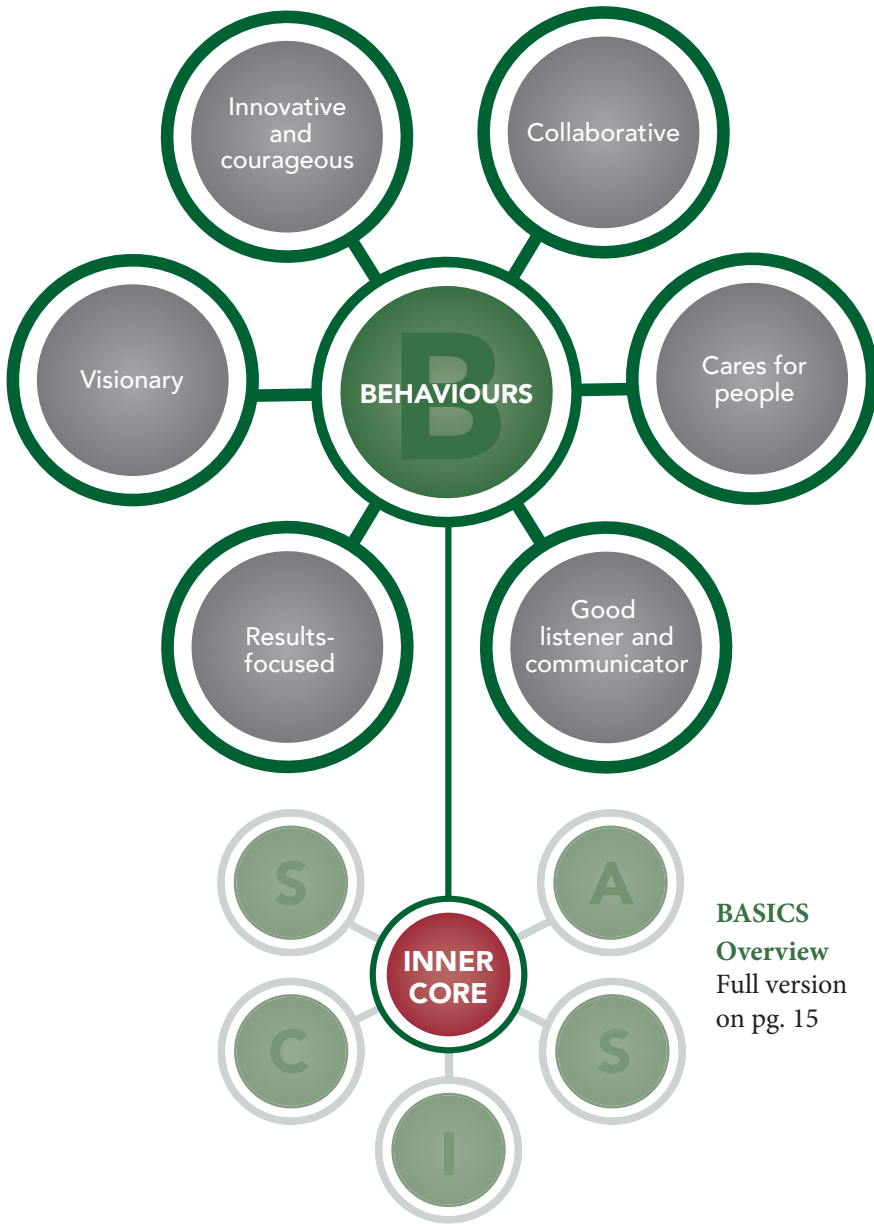 Innovative
and
courageous
Collaborative
Visionary
B
BEHAVIOURS
Cares for
people
Results-
focused
Good
listener and
communicator
S
A
INNER
CORE
BASICS
Overview
Full version
on pg. 15
C
S
I